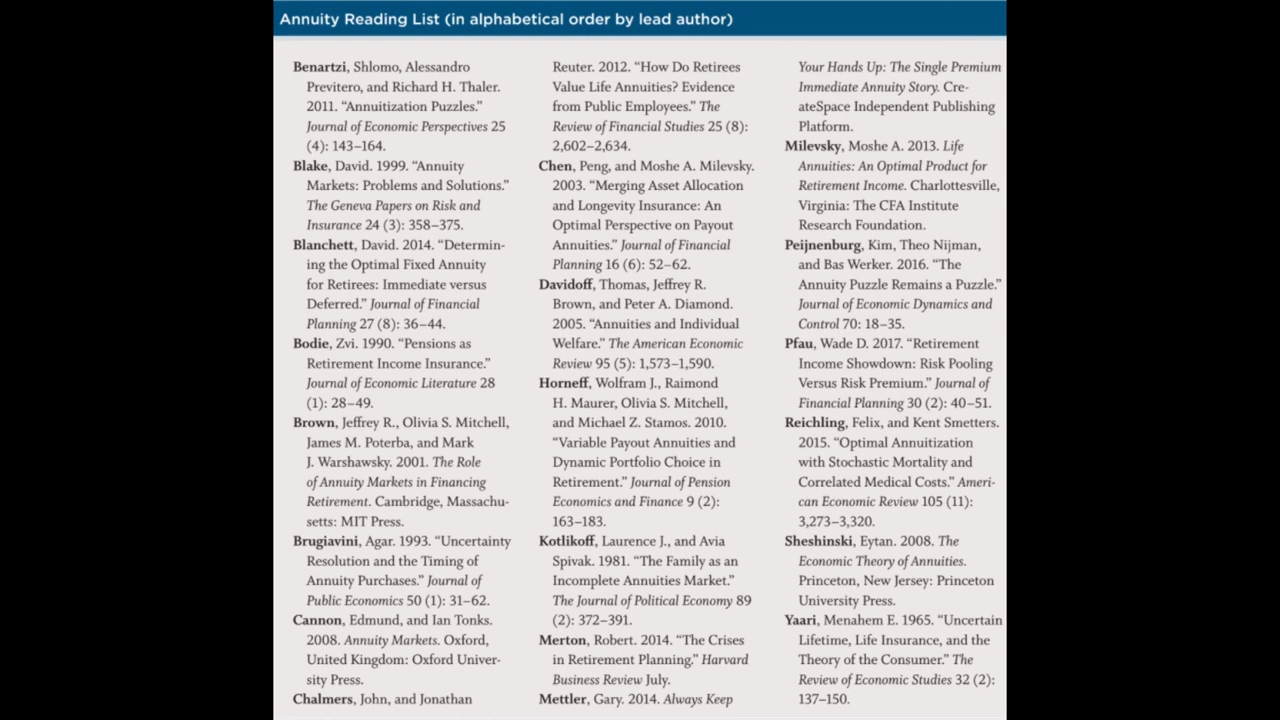 Annuity Reading List (in alphabetical order by lead author)
Benartzi, Shlomo, Alessandro
Previtero, and Richard H. Thaler.
2011. “Annuitization Puzzles.”
Journal of Economic Perspectives 25
(4): 143–164.
Blake, David. 1999. “Annuity
Markets: Problems and Solutions.”
The Geneva Papers on Risk and
Insurance 24 (3): 358–375.
Blanchett, David. 2014. “Determin-
ing the Optimal Fixed Annuity
for Retirees: Immediate versus
Deferred.” Journal of Financial
Planning 27 (8): 36–44.
Bodie, Zvi. 1990. “Pensions as
Retirement Income Insurance.”
Journal of Economic Literature 28
(1): 28–49.
Brown, Jeffrey R., Olivia S. Mitchell,
James M. Poterba, and Mark
J. Warshawsky. 2001. The Role
of Annuity Markets in Financing
Retirement. Cambridge, Massachu-
setts: MIT Press.
Brugiavini, Agar. 1993. “Uncertainty
Resolution and the Timing of
Annuity Purchases.” Journal of
Public Economics 50 (1): 31–62.
Cannon, Edmund, and Ian Tonks.
2008. Annuity Markets. Oxford,
United Kingdom: Oxford Univer-
sity Press.
Chalmers, John, and Jonathan
Reuter. 2012. “How Do Retirees
Value Life Annuities? Evidence
from Public Employees.” The
Review of Financial Studies 25 (8):
2,602–2,634.
Chen, Peng, and Moshe A. Milevsky.
2003. “Merging Asset Allocation
and Longevity Insurance: An
Optimal Perspective on Payout
Annuities.” Journal of Financial
Planning 16 (6): 52–62.
Davidoff, Thomas, Jeffrey R.
Brown, and Peter A. Diamond.
2005. “Annuities and Individual
Welfare.” The American Economic
Review 95 (5): 1,573–1,590.
Horneff, Wolfram J., Raimond
H. Maurer, Olivia S. Mitchell,
and Michael Z. Stamos. 2010.
“Variable Payout Annuities and
Dynamic Portfolio Choice in
Retirement.” Journal of Pension
Economics and Finance 9 (2):
163–183.
Kotlikoff, Laurence J., and Avia
Spivak. 1981. “The Family as an
Incomplete Annuities Market.”
The Journal of Political Economy 89
(2): 372–391.
Merton, Robert. 2014. “The Crises
in Retirement Planning.” Harvard
Business Review July.
Mettler, Gary. 2014. Always Keep
Your Hands Up: The Single Premium
Immediate Annuity Story. Cre-
ateSpace Independent Publishing
Platform.
Milevsky, Moshe A. 2013. Life
Annuities: An Optimal Product for
Retirement Income. Charlottesville,
Virginia: The CFA Institute
Research Foundation.
Peijnenburg, Kim, Theo Nijman,
and Bas Werker. 2016. “The
Annuity Puzzle Remains a Puzzle.”
Journal of Economic Dynamics and
Control 70: 18–35.
Pfau, Wade D. 2017. “Retirement
Income Showdown: Risk Pooling
Versus Risk Premium.” Journal of
Financial Planning 30 (2): 40–51.
Reichling, Felix, and Kent Smetters.
2015. “Optimal Annuitization
with Stochastic Mortality and
Correlated Medical Costs.” Ameri-
can Economic Review 105 (11):
3,273–3,320.
Sheshinski, Eytan. 2008. The
Economic Theory of Annuities.
Princeton, New Jersey: Princeton
University Press.
Yaari, Menahem E. 1965. “Uncertain
Lifetime, Life Insurance, and the
Theory of the Consumer.” The
Review of Economic Studies 32 (2):
137–150.